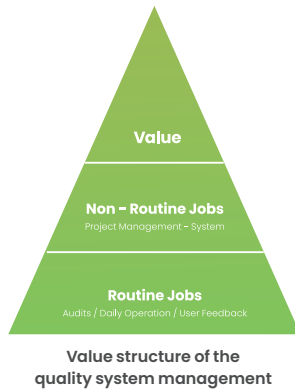 Value
Non - Routine Jobs
Project Management - System
Routine Jobs
Audits / Daily Operation / User Feedback
Value structure of the
quality system management